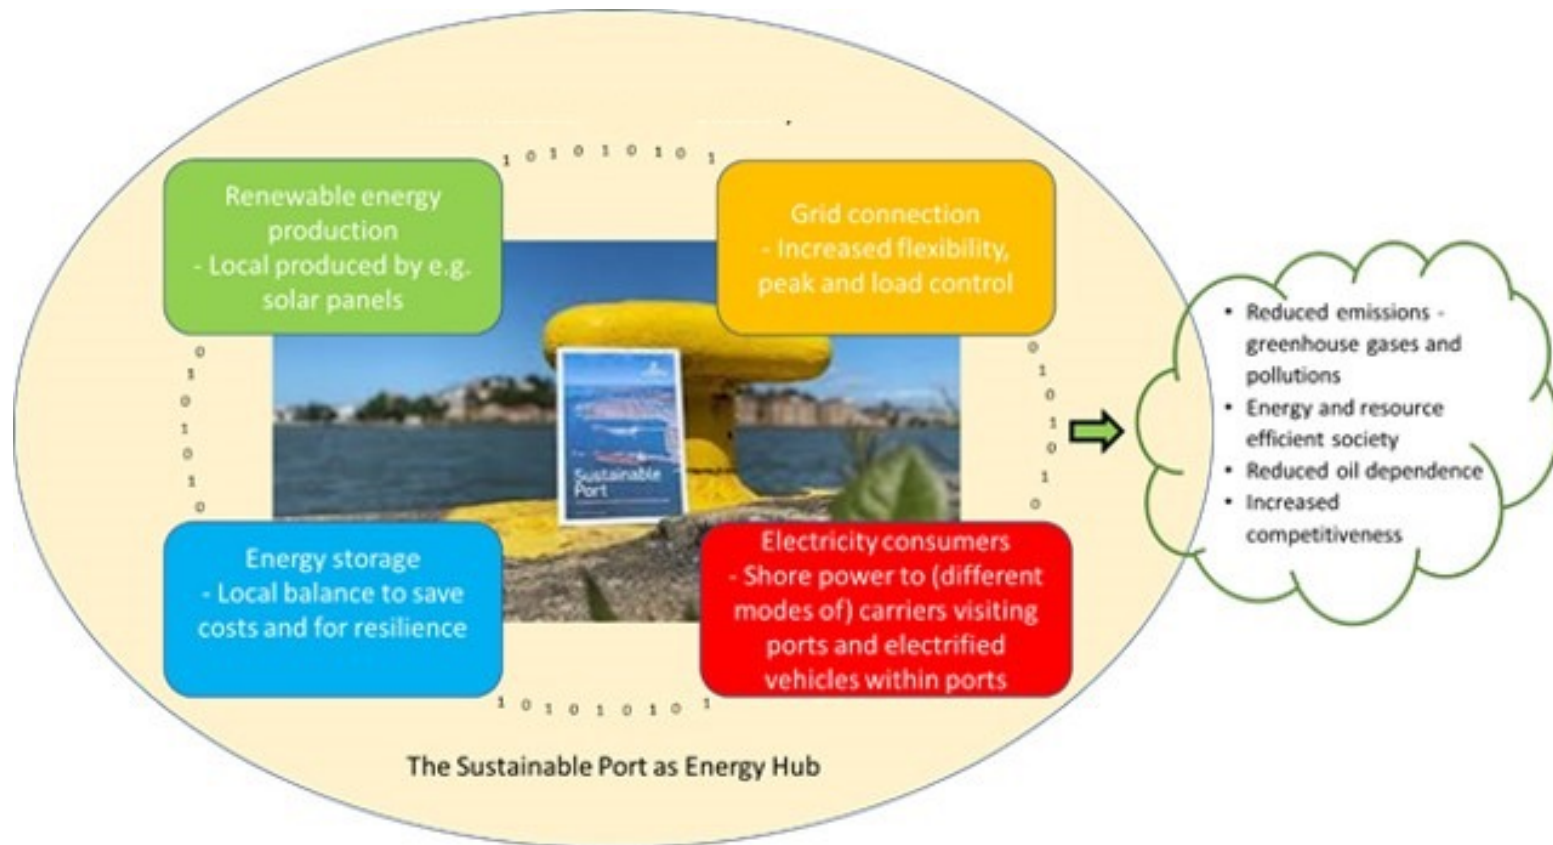 1 0 1 0 1 0 1 0 1
Renewable energy
production
- Local produced by e.g.
solar panels
Grid connection
- Increased flexibility,
peak and load control
0
1
0
1
0
1
0
0
1
0
1
0
1
0
Sustainable
Port
Energy storage
- Local balance to save
costs and for resilience
Electricity consumers
- Shore power to (different
modes of) carriers visiting
ports and electrified
vehicles within ports
1 0 1 0 1 0 1 0 1
The Sustainable Port as Energy Hub
• Reduced emissions -
greenhouse gases and
pollutions
• Energy and resource
efficient society
• Reduced oil dependence
• Increased
competitiveness